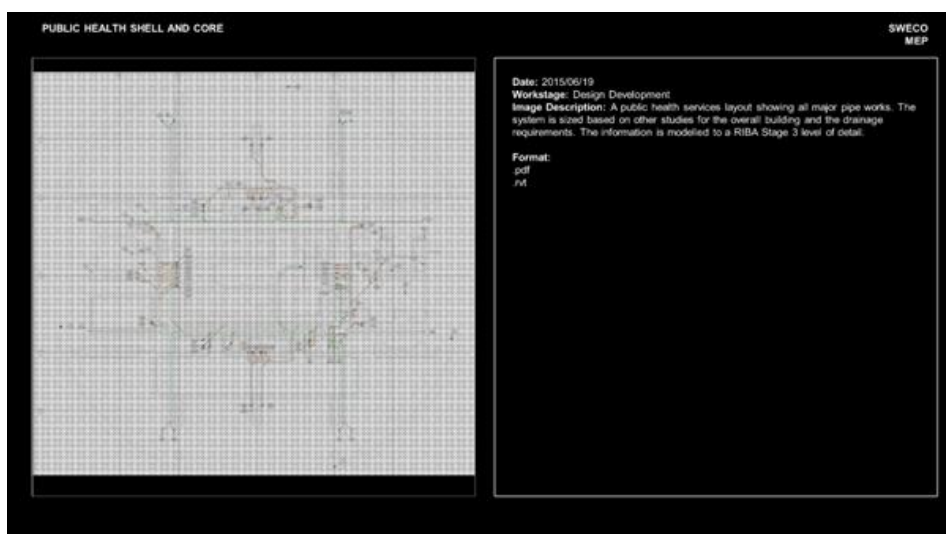 PUBLIC HEALTH SHELL AND CORE
SWECO
MEP
Date: 2015/06/19
Workstage: Design Development
Image Description: A public health services layout showing all major pipe works. The
system is sized based on other studies for the overall building and the drainage
requirements. The information is modelled to a RIBA Stage 3 level of detail.
Format:
.pdf
.rvt